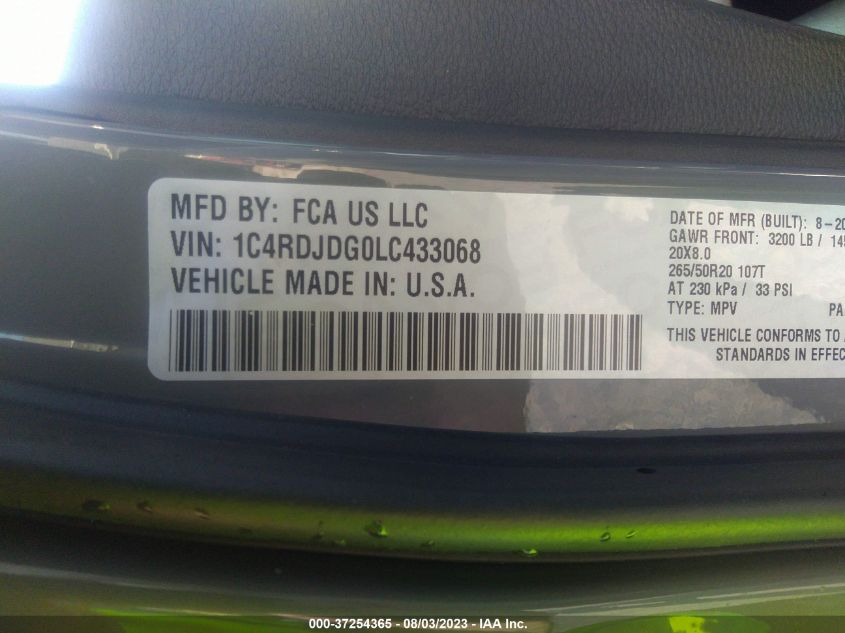 MFD BY: FCA US LLC
VIN: 1C4RDJDG0LC433068
VEHICLE MADE IN: U.S.A.
DATE OF MFR (BUILT): 8-20
GAWR FRONT: 3200 LB / 145
20X8.0
265/50R20 107T
AT 230 kPa / 33 PSI
TYPE: MPV PA
THIS VEHICLE CONFORMS TO A
STANDARDS IN EFFEC
000-37254365 - 08/03/2023 - IAA Inc.